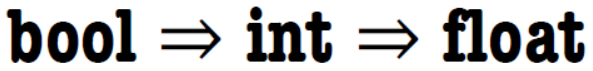 bool ⇒ int ⇒ float